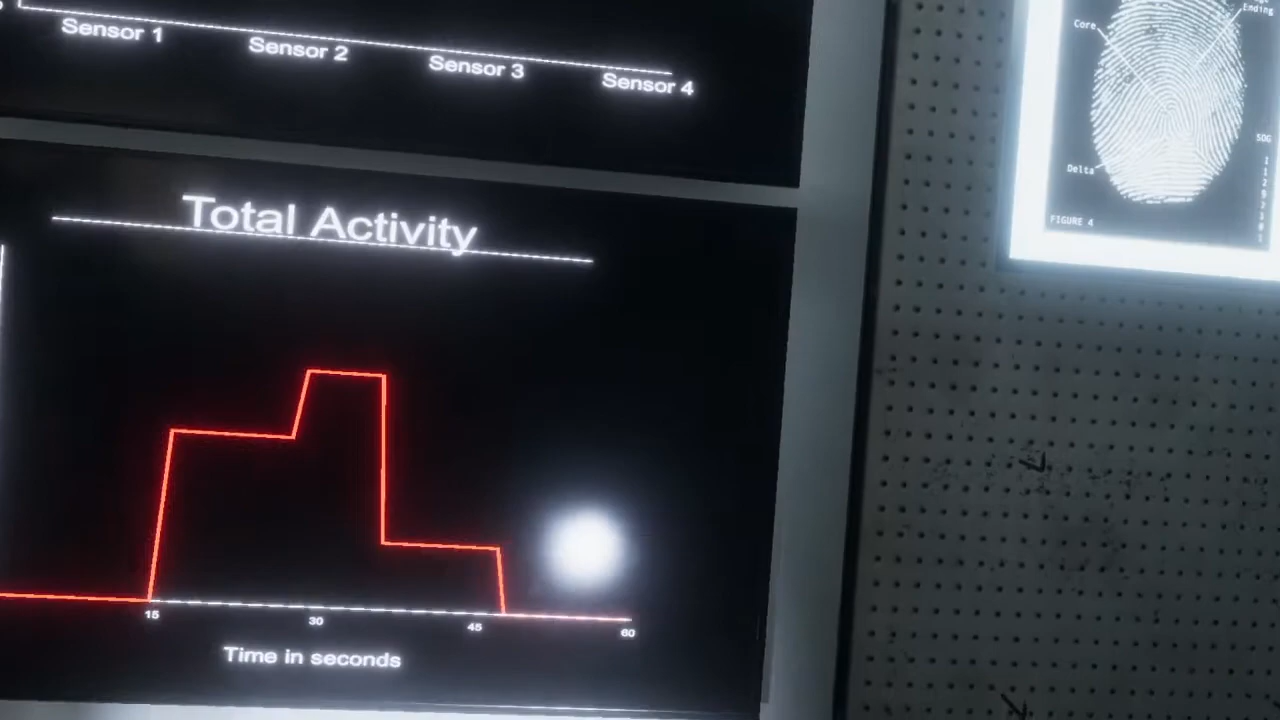 Sensor 1
Sensor 2
Sensor 3
Sensor 4
Total Activity
15
30
45
60
Time in seconds
Core
Ending
Delta
FIGURE 4